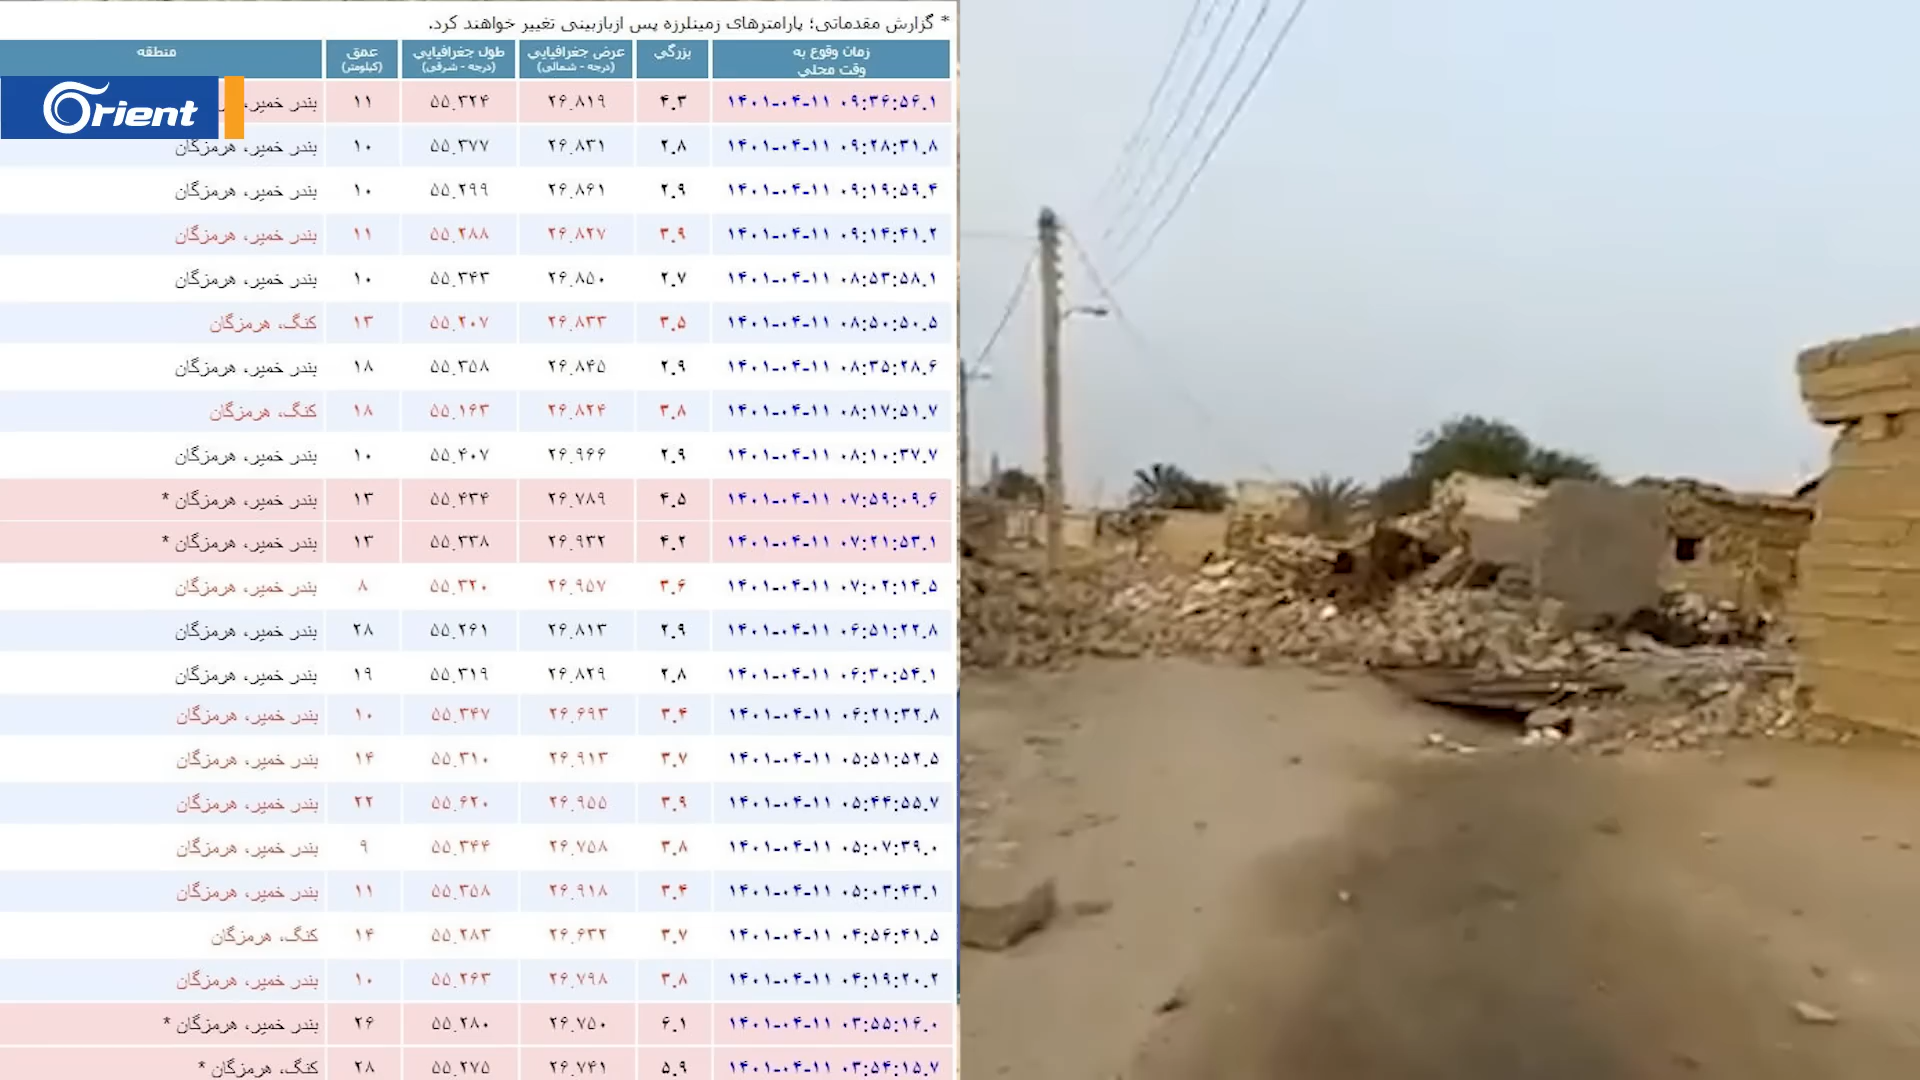 * گزارش مقدماتی؛ پارامترهای زمینلرزه پس ازبازبینی تغییر خواهند کرد.
زمان وقوع به وقت محلي بزرگي عرض جغرافيايي (درجه - شمالی) طول جغرافيايي (درجه - شرقی) عمق (کیلومتر) منطقه
Orient
۱۴۰۱-۰۴-۱۱ ۰۹:۳۶:۵۶.۱ ۴.۳ ۲۶.۸۱۹ ۵۵.۳۲۴ ۱۱ بندر خمیر،
۱۴۰۱-۰۴-۱۱ ۰۹:۲۸:۳۱.۸ ۲.۸ ۲۶.۸۳۱ ۵۵.۳۷۷ ۱۰ بندر خمیر، هرمزگان
۱۴۰۱-۰۴-۱۱ ۰۹:۱۹:۵۹.۴ ۲.۹ ۲۶.۸۶۱ ۵۵.۲۹۹ ۱۰ بندر خمیر، هرمزگان
۱۴۰۱-۰۴-۱۱ ۰۹:۱۴:۴۱.۲ ۳.۹ ۲۶.۸۲۷ ۵۵.۲۸۸ ۱۱ بندر خمیر، هرمزگان
۱۴۰۱-۰۴-۱۱ ۰۸:۵۳:۵۸.۱ ۲.۷ ۲۶.۸۵۰ ۵۵.۳۴۳ ۱۰ بندر خمیر، هرمزگان
۱۴۰۱-۰۴-۱۱ ۰۸:۵۰:۵۰.۵ ۳.۵ ۲۶.۸۳۳ ۵۵.۲۰۷ ۱۳ کنگ، هرمزگان
۱۴۰۱-۰۴-۱۱ ۰۸:۳۵:۲۸.۶ ۲.۹ ۲۶.۸۴۵ ۵۵.۳۵۸ ۱۸ بندر خمیر، هرمزگان
۱۴۰۱-۰۴-۱۱ ۰۸:۱۷:۵۱.۷ ۳.۸ ۲۶.۸۲۴ ۵۵.۱۶۳ ۱۸ کنگ، هرمزگان
۱۴۰۱-۰۴-۱۱ ۰۸:۱۰:۳۷.۷ ۲.۹ ۲۶.۹۶۶ ۵۵.۴۰۷ ۱۰ بندر خمیر، هرمزگان
۱۴۰۱-۰۴-۱۱ ۰۷:۵۹:۰۹.۶ ۴.۵ ۲۶.۷۸۹ ۵۵.۴۳۴ ۱۳ بندر خمیر، هرمزگان *
۱۴۰۱-۰۴-۱۱ ۰۷:۲۱:۵۳.۱ ۴.۲ ۲۶.۹۳۲ ۵۵.۳۳۸ ۱۳ بندر خمیر، هرمزگان *
۱۴۰۱-۰۴-۱۱ ۰۷:۰۲:۱۴.۵ ۳.۶ ۲۶.۹۵۷ ۵۵.۳۲۰ ۸ بندر خمیر، هرمزگان
۱۴۰۱-۰۴-۱۱ ۰۶:۵۱:۲۲.۸ ۲.۹ ۲۶.۸۱۳ ۵۵.۲۶۱ ۲۸ بندر خمیر، هرمزگان
۱۴۰۱-۰۴-۱۱ ۰۶:۳۰:۵۴.۱ ۲.۸ ۲۶.۸۲۹ ۵۵.۳۱۹ ۱۹ بندر خمیر، هرمزگان
۱۴۰۱-۰۴-۱۱ ۰۶:۲۱:۳۲.۸ ۳.۴ ۲۶.۶۹۳ ۵۵.۳۴۷ ۱۰ بندر خمیر، هرمزگان
۱۴۰۱-۰۴-۱۱ ۰۵:۵۱:۵۲.۵ ۳.۷ ۲۶.۹۱۳ ۵۵.۳۱۰ ۱۴ بندر خمیر، هرمزگان
۱۴۰۱-۰۴-۱۱ ۰۵:۴۴:۵۵.۷ ۳.۹ ۲۶.۹۵۵ ۵۵.۶۲۰ ۲۲ بندر خمیر، هرمزگان
۱۴۰۱-۰۴-۱۱ ۰۵:۰۷:۳۹.۰ ۳.۸ ۲۶.۷۵۸ ۵۵.۳۴۴ ۹ بندر خمیر، هرمزگان
۱۴۰۱-۰۴-۱۱ ۰۵:۰۳:۴۳.۱ ۳.۴ ۲۶.۹۱۸ ۵۵.۳۵۸ ۱۱ بندر خمیر، هرمزگان
۱۴۰۱-۰۴-۱۱ ۰۴:۵۶:۴۱.۵ ۳.۷ ۲۶.۶۳۲ ۵۵.۲۸۳ ۱۴ کنگ، هرمزگان
۱۴۰۱-۰۴-۱۱ ۰۴:۱۹:۲۰.۲ ۳.۸ ۲۶.۷۹۸ ۵۵.۲۶۳ ۱۰ بندر خمیر، هرمزگان
۱۴۰۱-۰۴-۱۱ ۰۳:۵۵:۱۶.۰ ۶.۱ ۲۶.۷۵۰ ۵۵.۲۸۰ ۲۶ بندر خمیر، هرمزگان *
۱۴۰۱-۰۴-۱۱ ۰۳:۵۴:۱۵.۷ ۵.۹ ۲۶.۷۴۱ ۵۵.۲۷۵ ۲۸ کنگ، هرمزگان *